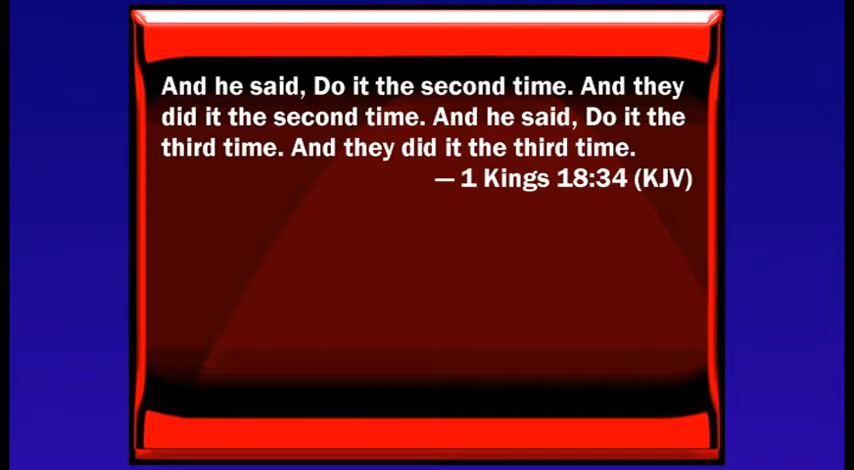 And he said, Do it the second time. And they
did it the second time. And he said, Do it the
third time. And they did it the third time.
— 1 Kings 18:34 (KJV)